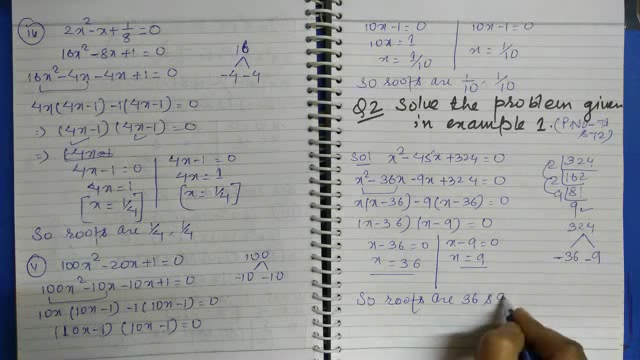 (iv) 2x²-x+1/8=0
16x²-8x+1=0
16
16x²-4x-4x+1=0
-4 -4
4x(4x-1)-1(4x-1)=0
⇒ (4x-1)(4x-1)=0
⇒
4x-1=0 4x-1=0
4x=1 4x=1
[x=1/4] [x=1/4]
So roots are 1/4, 1/4
V 100x²-20x+1=0
100
100x²-10x-10x+1=0
-10 -10
10x(10x-1)-1(10x-1)=0
(10x-1)(10x-1)=0
10x-1=0 10x-1=0
10x=1
x=1/10 x=1/10
So roots are 1/10, 1/10
Q2 Solve the problem given
in example 1.
Sol x²-45x+324=0
x²-36x-9x+324=0
x(x-36)-9(x-36)=0
(x-36)(x-9)=0
x-36=0 x-9=0
x=36 x=9
2 324
2 162
9 81
9
324
-36 -9
So roots are 36 & 9